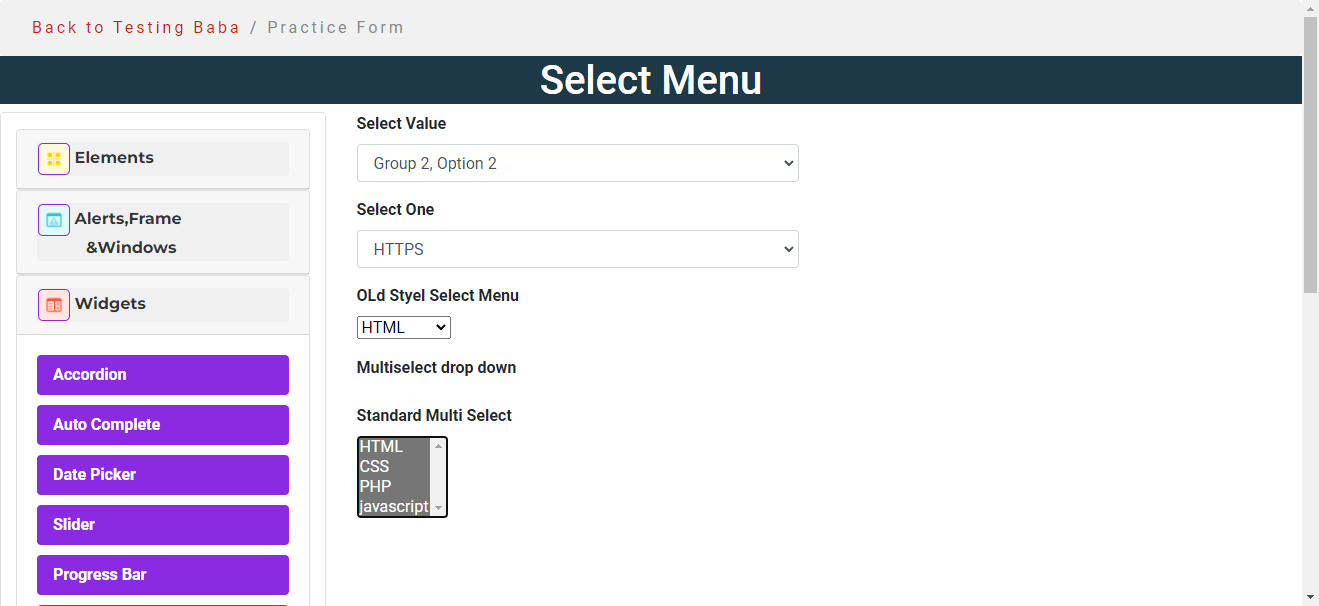 Back to Testing Baba / Practice Form
Select Menu
Elements
Alerts,Frame
&Windows
Widgets
Accordion
Auto Complete
Date Picker
Slider
Progress Bar
Select Value
Group 2, Option 2
Select One
HTTPS
OLd Styel Select Menu
HTML
Multiselect drop down
Standard Multi Select
HTML
CSS
PHP
javascript